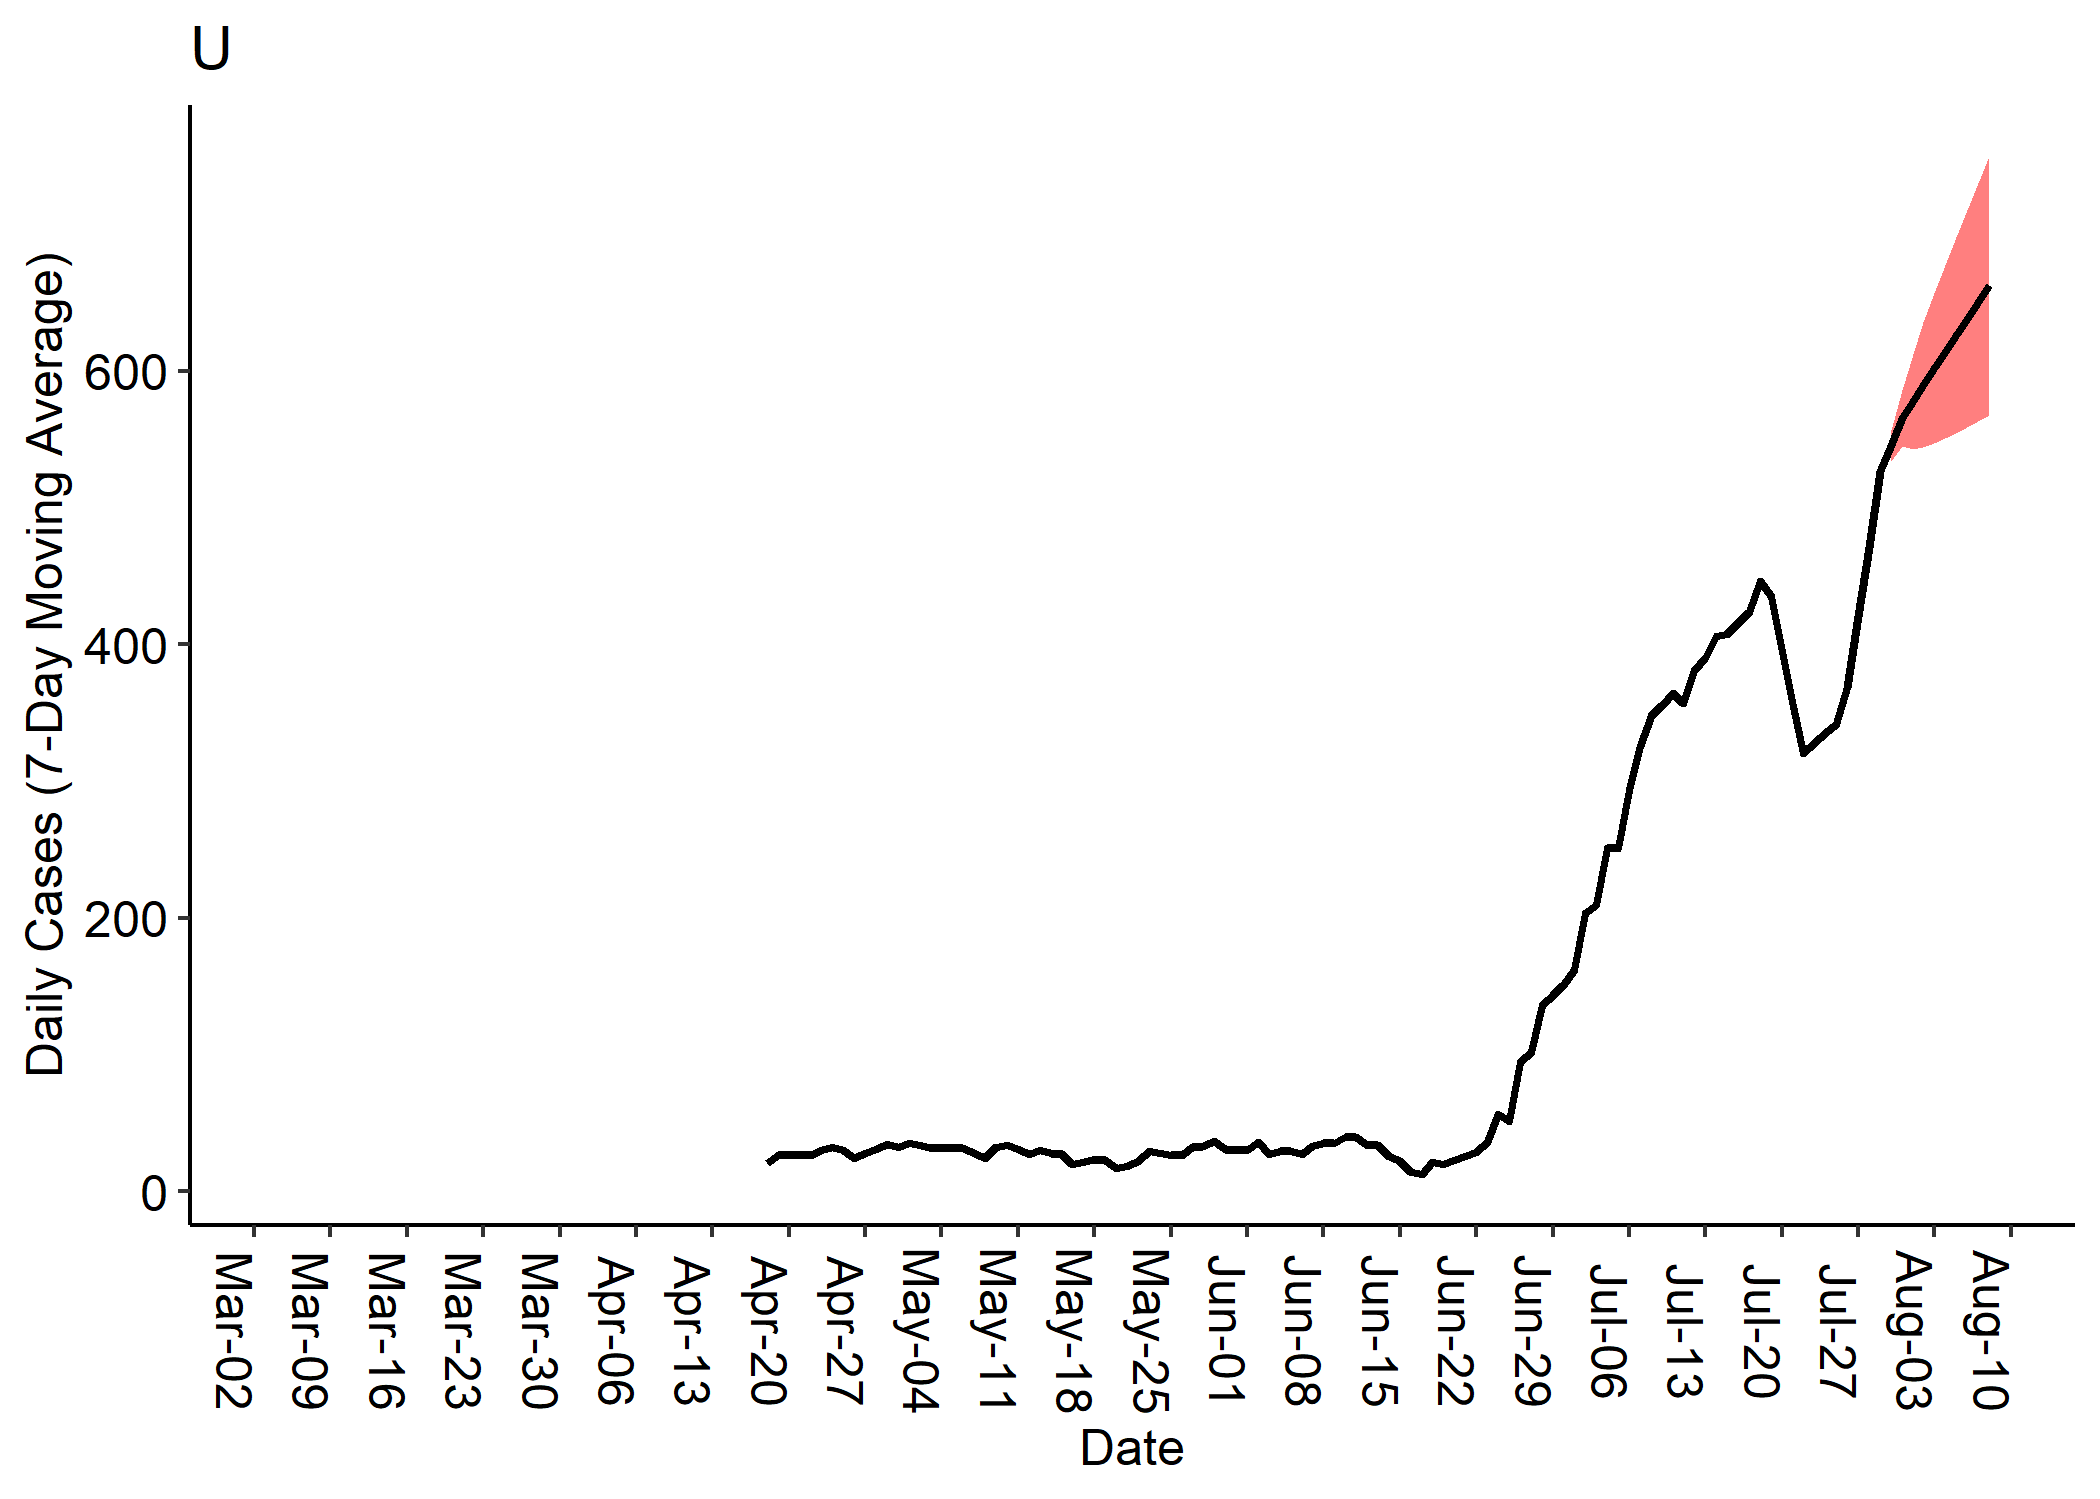 U
Daily Cases (7-Day Moving Average)
600
400
200
0
Mar-02
Mar-09
Mar-16
Mar-23
Mar-30
Apr-06
Apr-13
Apr-20
Apr-27
May-04
May-11
May-18
May-25
Jun-01
Jun-08
Jun-15
Jun-22
Jun-29
Jul-06
Jul-13
Jul-20
Jul-27
Aug-03
Aug-10
Date